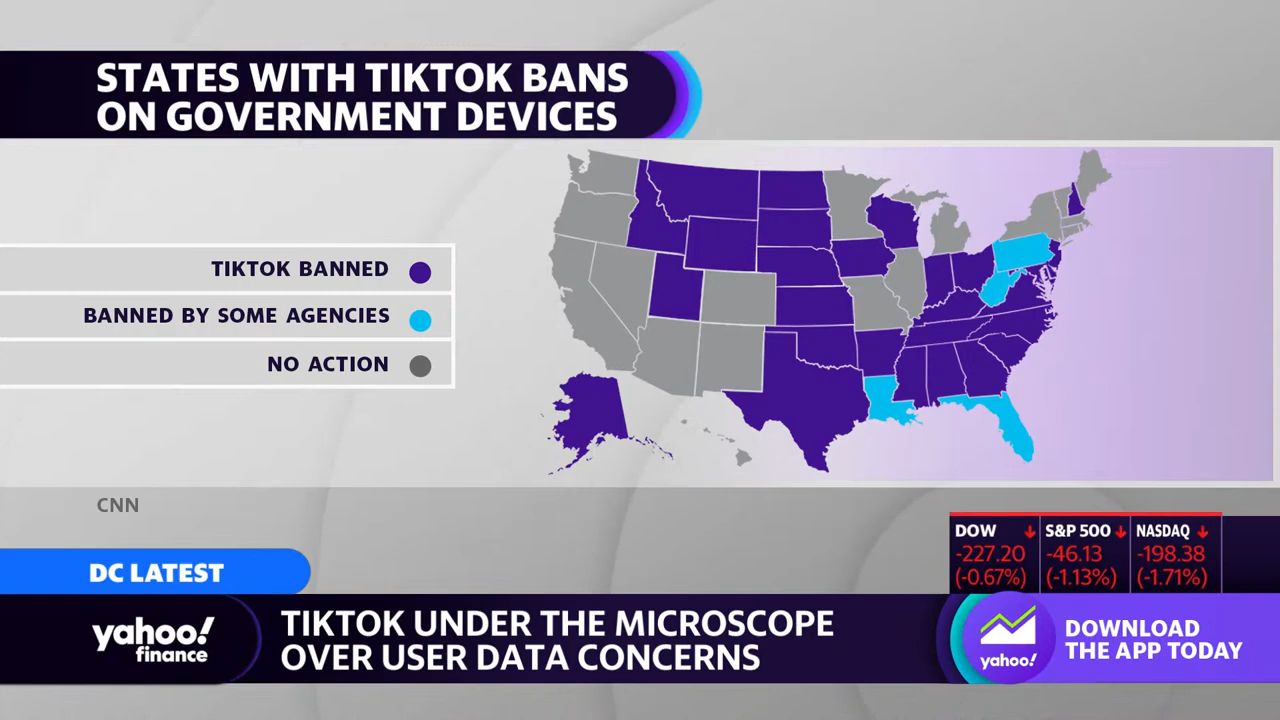 STATES WITH TIKTOK BANS
ON GOVERNMENT DEVICES
TIKTOK BANNED
BANNED BY SOME AGENCIES
NO ACTION
CNN
DOW
-227.20
(-0.67%)
S&P 500
-46.13
(-1.13%)
NASDAQ
-198.38
(-1.71%)
DC LATEST
yahoo!
finance
TIKTOK UNDER THE MICROSCOPE
OVER USER DATA CONCERNS
yahoo!
DOWNLOAD
THE APP TODAY